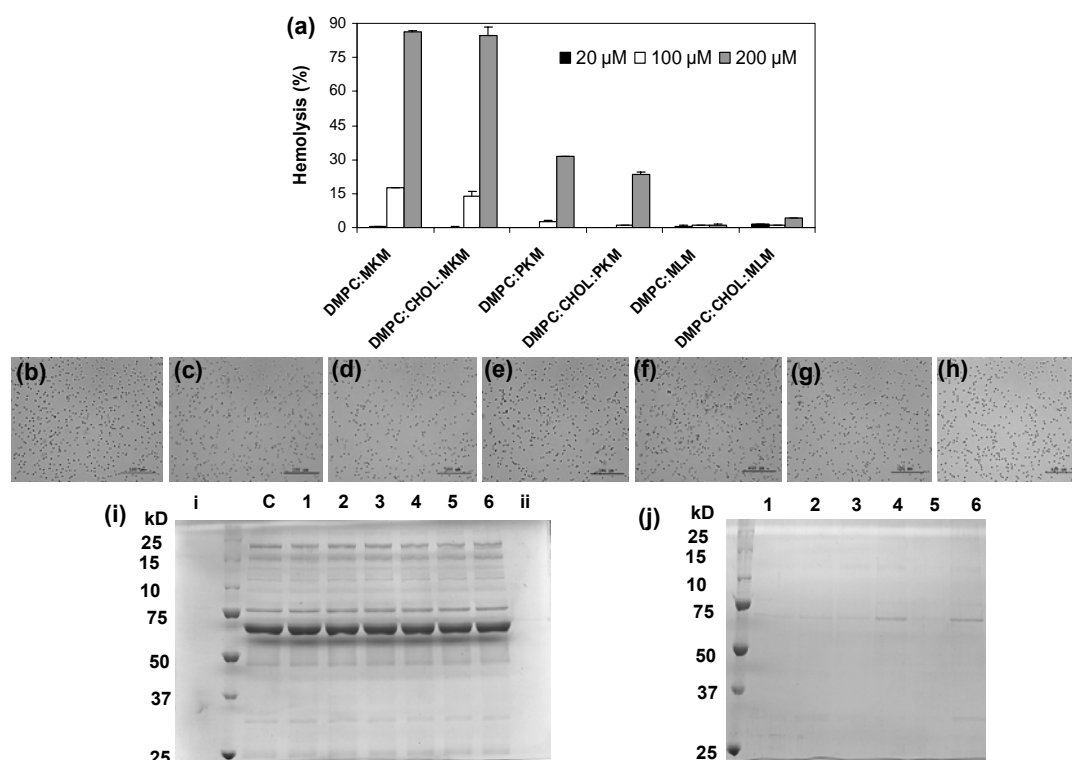 (a)
90
75
60
45
30
15
0
Hemolysis (%)
20 µM 100 µM 200 µM
DMPC:MKM
DMPC:CHOL:MKM
DMPC:PKM
DMPC:CHOL:PKM
DMPC:MLM
DMPC:CHOL:MLM
(b) (c) (d) (e) (f) (g) (h)
(i)
i C 1 2 3 4 5 6 ii
kD
25
15
10
75
50
37
25
(j)
1 2 3 4 5 6
kD
25
15
10
75
50
37
25